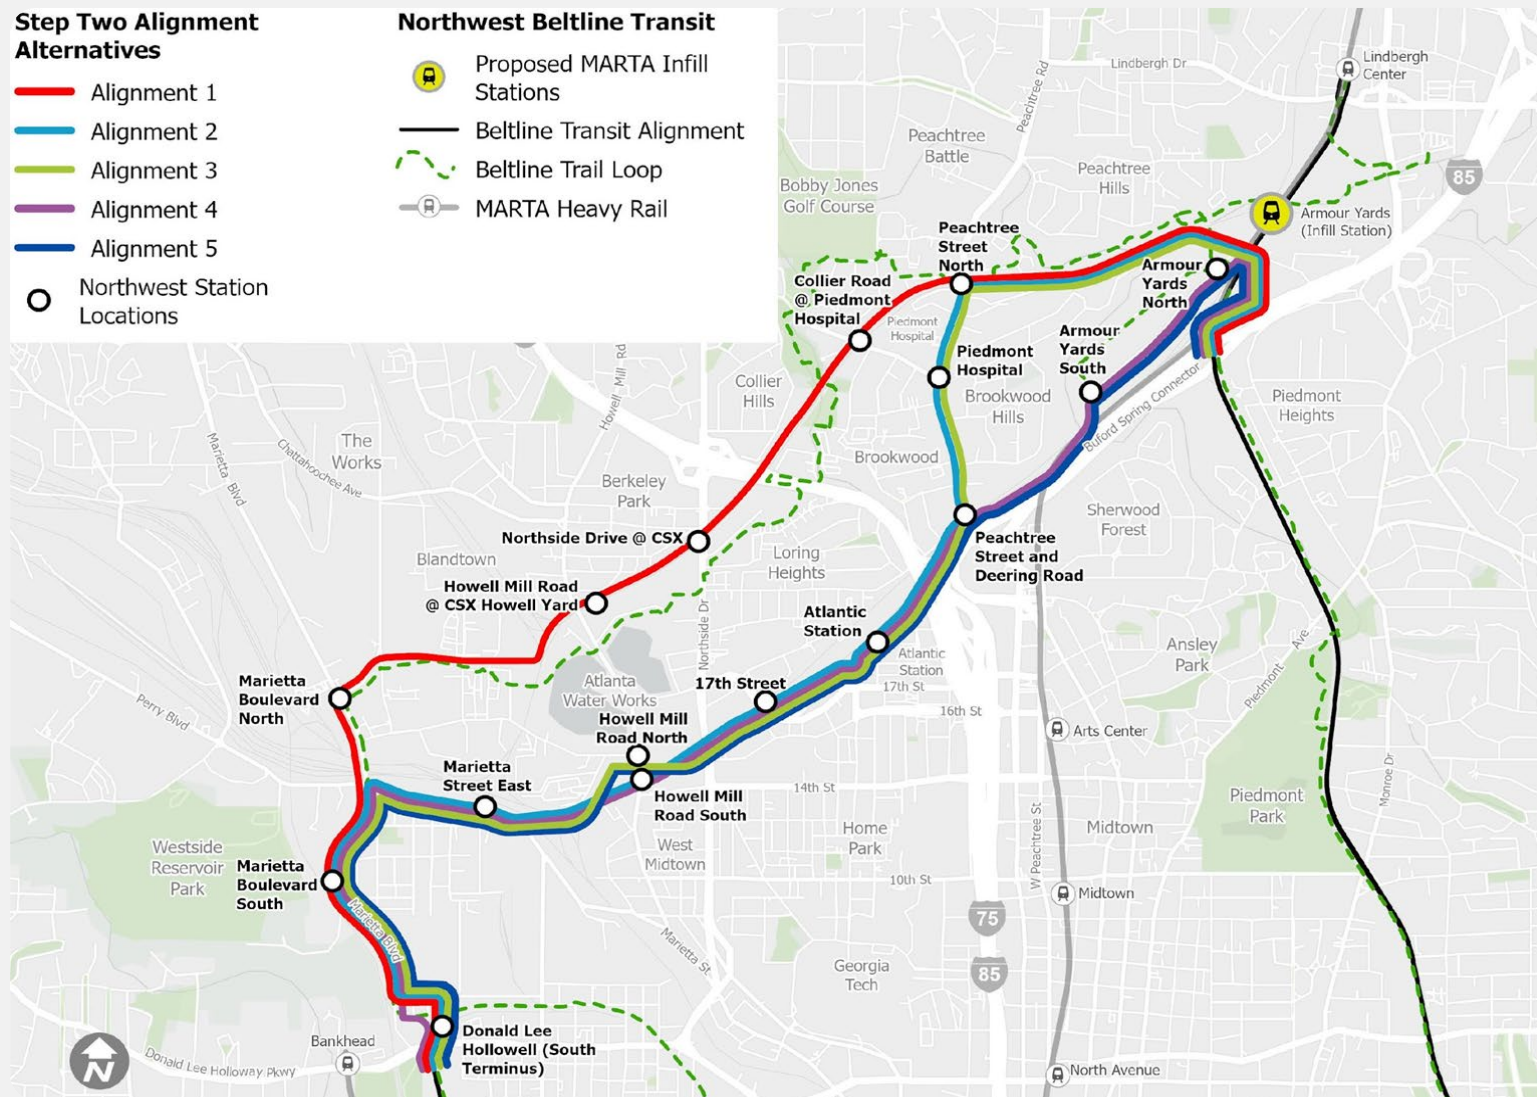 Step Two Alignment
Alternatives
Alignment 1
Alignment 2
Alignment 3
Alignment 4
Alignment 5
Northwest Station
Locations
Northwest Beltline Transit
Proposed MARTA Infill
Stations
Beltline Transit Alignment
Beltline Trail Loop
MARTA Heavy Rail
Lindbergh Dr
Lindbergh
Center
Peachtree Rd
Peachtree
Battle
Peachtree
Hills
85
Bobby Jones
Golf Course
Armour Yards
(Infill Station)
Peachtree
Street
North
Armour
Yards
North
Collier Road
@ Piedmont
Hospital
Piedmont
Hospital
Armour
Yards
South
Piedmont
Hospital
Howell Mill Rd
Collier
Hills
Brookwood
Hills
Buford Spring Connector
Piedmont
Heights
The
Works
Marietta Blvd
Chattahoochee Ave
Brookwood
Berkeley
Park
Sherwood
Forest
Northside Drive @ CSX
Peachtree
Street and
Deering Road
Blandtown
Loring
Heights
Howell Mill Road
@ CSX Howell Yard
Northside Dr
Atlantic
Station
Atlantic
Station
Ansley
Park
Piedmont Ave
Marietta
Boulevard
North
Atlanta
Water Works
17th Street
17th St
16th St
Perry Blvd
Howell Mill
Road North
Arts Center
Marietta
Street East
14th St
Howell Mill
Road South
Monroe Dr
Piedmont
Park
Home
Park
Midtown
West
Midtown
W Peachtree St
Westside
Reservoir
Park
Marietta
Boulevard
South
10th St
Midtown
Marietta Blvd
75
Marietta St
Georgia
Tech
85
Donald Lee
Hollowell (South
Terminus)
Bankhead
Donald Lee Holloway Pkwy
North Avenue
N